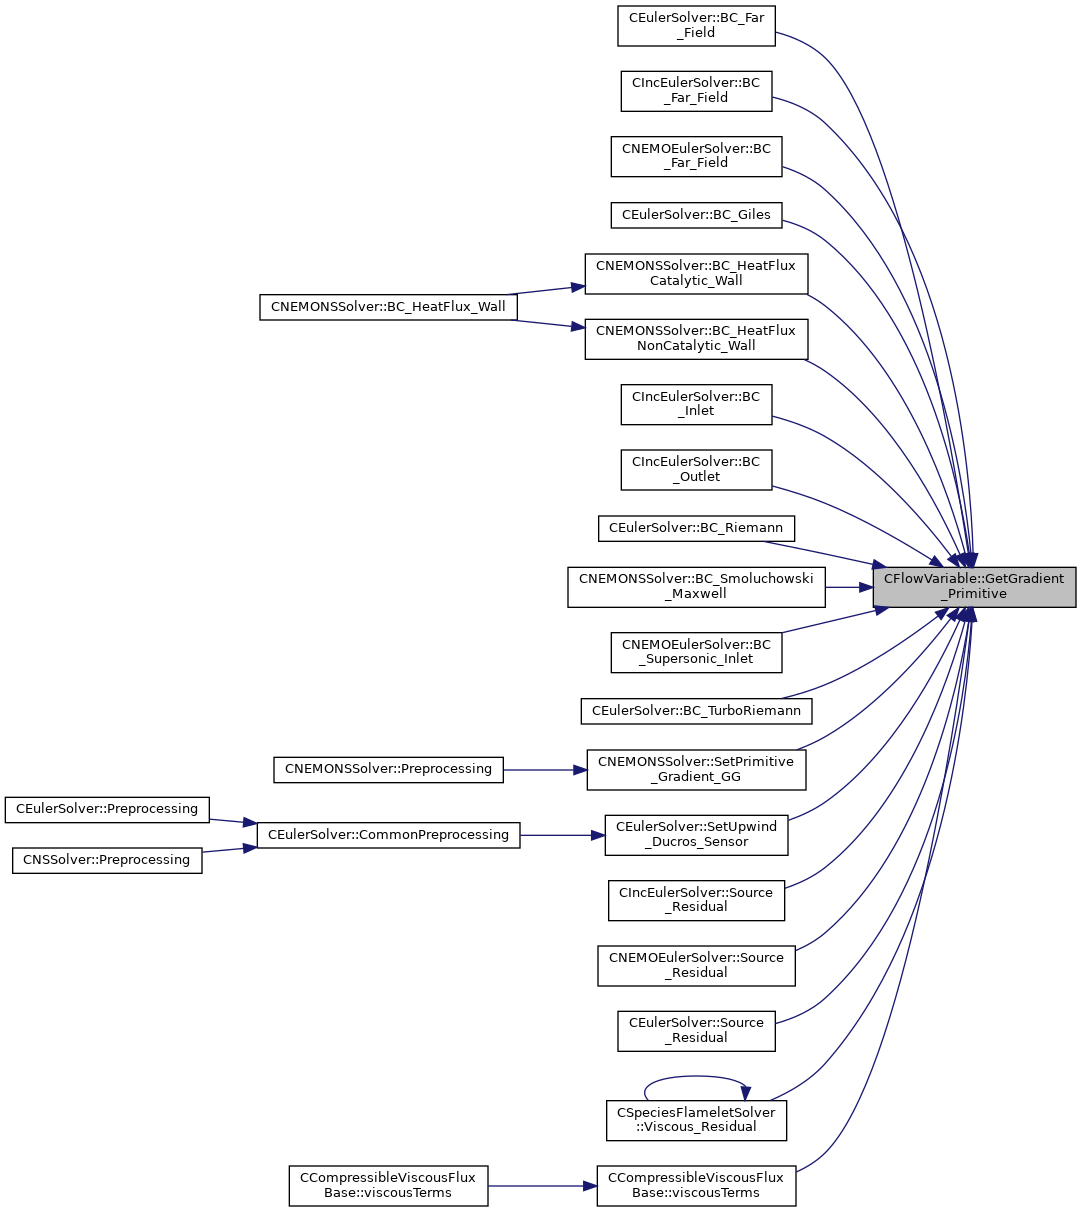 CEulerSolver::BC_Far
_Field
CIncEulerSolver::BC
_Far_Field
CNEMOEulerSolver::BC
_Far_Field
CEulerSolver::BC_Giles
CNEMONSSolver::BC_HeatFlux
Catalytic_Wall
CNEMONSSolver::BC_HeatFlux_Wall
CNEMONSSolver::BC_HeatFlux
NonCatalytic_Wall
CIncEulerSolver::BC
_Inlet
CIncEulerSolver::BC
_Outlet
CEulerSolver::BC_Riemann
CNEMONSSolver::BC_Smoluchowski
_Maxwell
CFlowVariable::GetGradient
_Primitive
CNEMOEulerSolver::BC
_Supersonic_Inlet
CEulerSolver::BC_TurboRiemann
CNEMONSSolver::SetPrimitive
_Gradient_GG
CNEMONSSolver::Preprocessing
CEulerSolver::SetUpwind
_Ducros_Sensor
CEulerSolver::CommonPreprocessing
CEulerSolver::Preprocessing
CNSSolver::Preprocessing
CIncEulerSolver::Source
_Residual
CNEMOEulerSolver::Source
_Residual
CEulerSolver::Source
_Residual
CSpeciesFlameletSolver
::Viscous_Residual
CCompressibleViscousFlux
Base::viscousTerms
CCompressibleViscousFlux
Base::viscousTerms